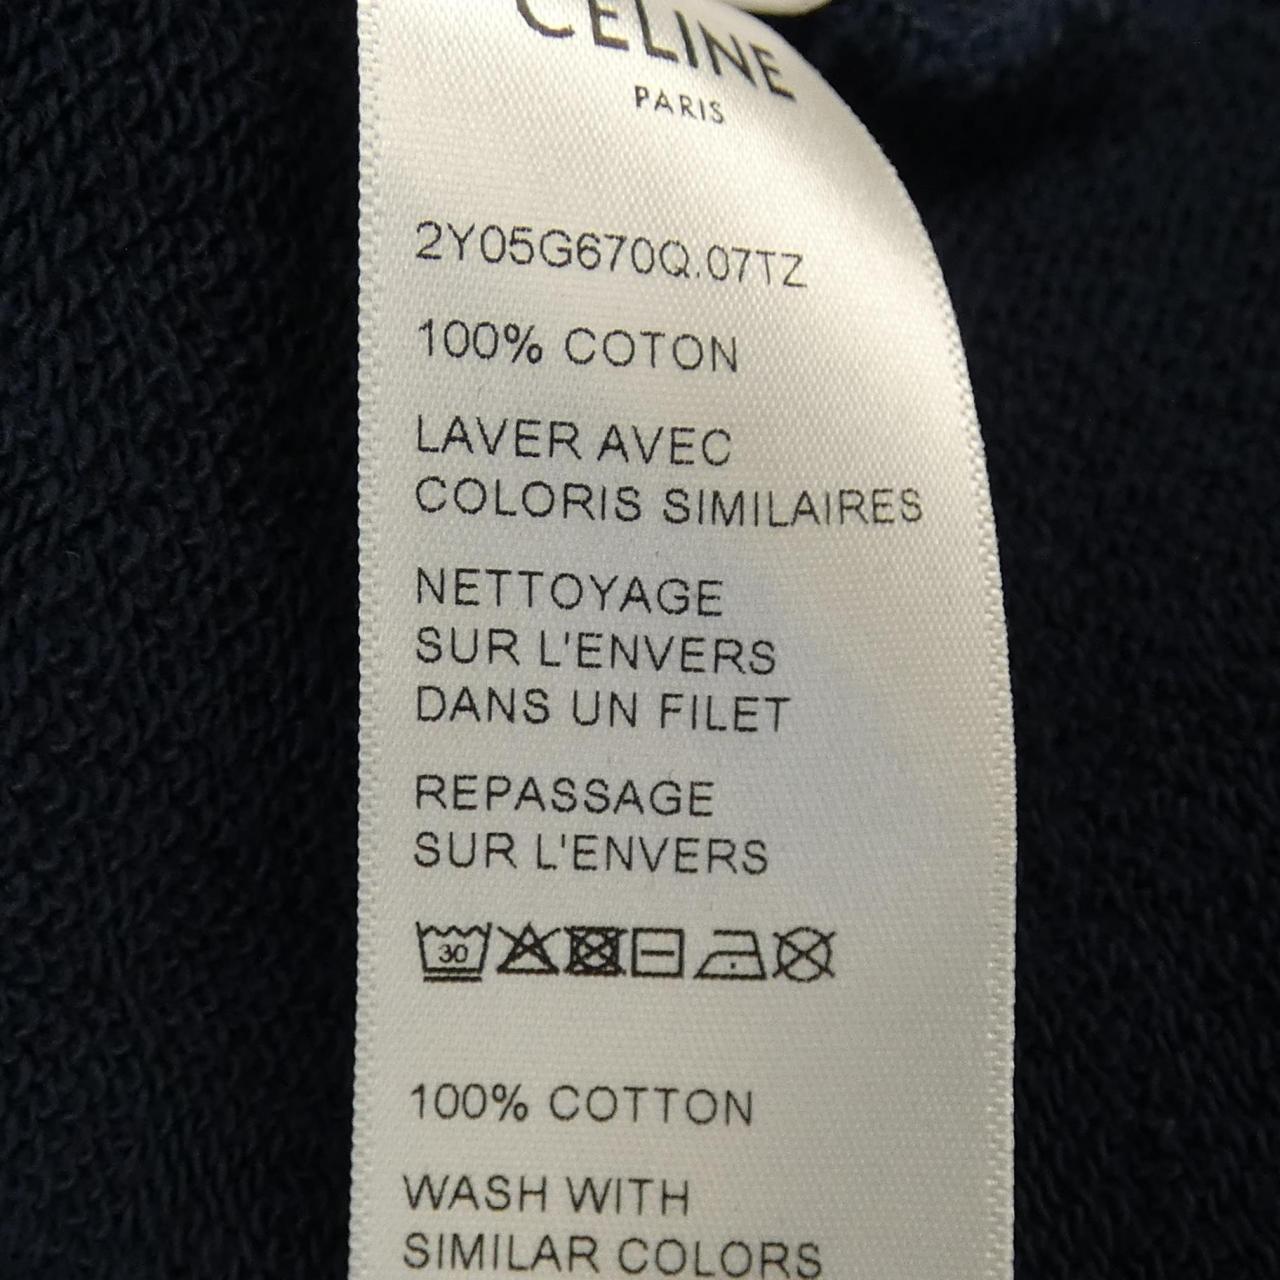 CELINE
PARIS
2Y05G670Q.07TZ
100% COTON
LAVER AVEC
COLORIS SIMILAIRES
NETTOYAGE
SUR L'ENVERS
DANS UN FILET
REPASSAGE
SUR L'ENVERS
30
100% COTTON
WASH WITH
SIMILAR COLORS